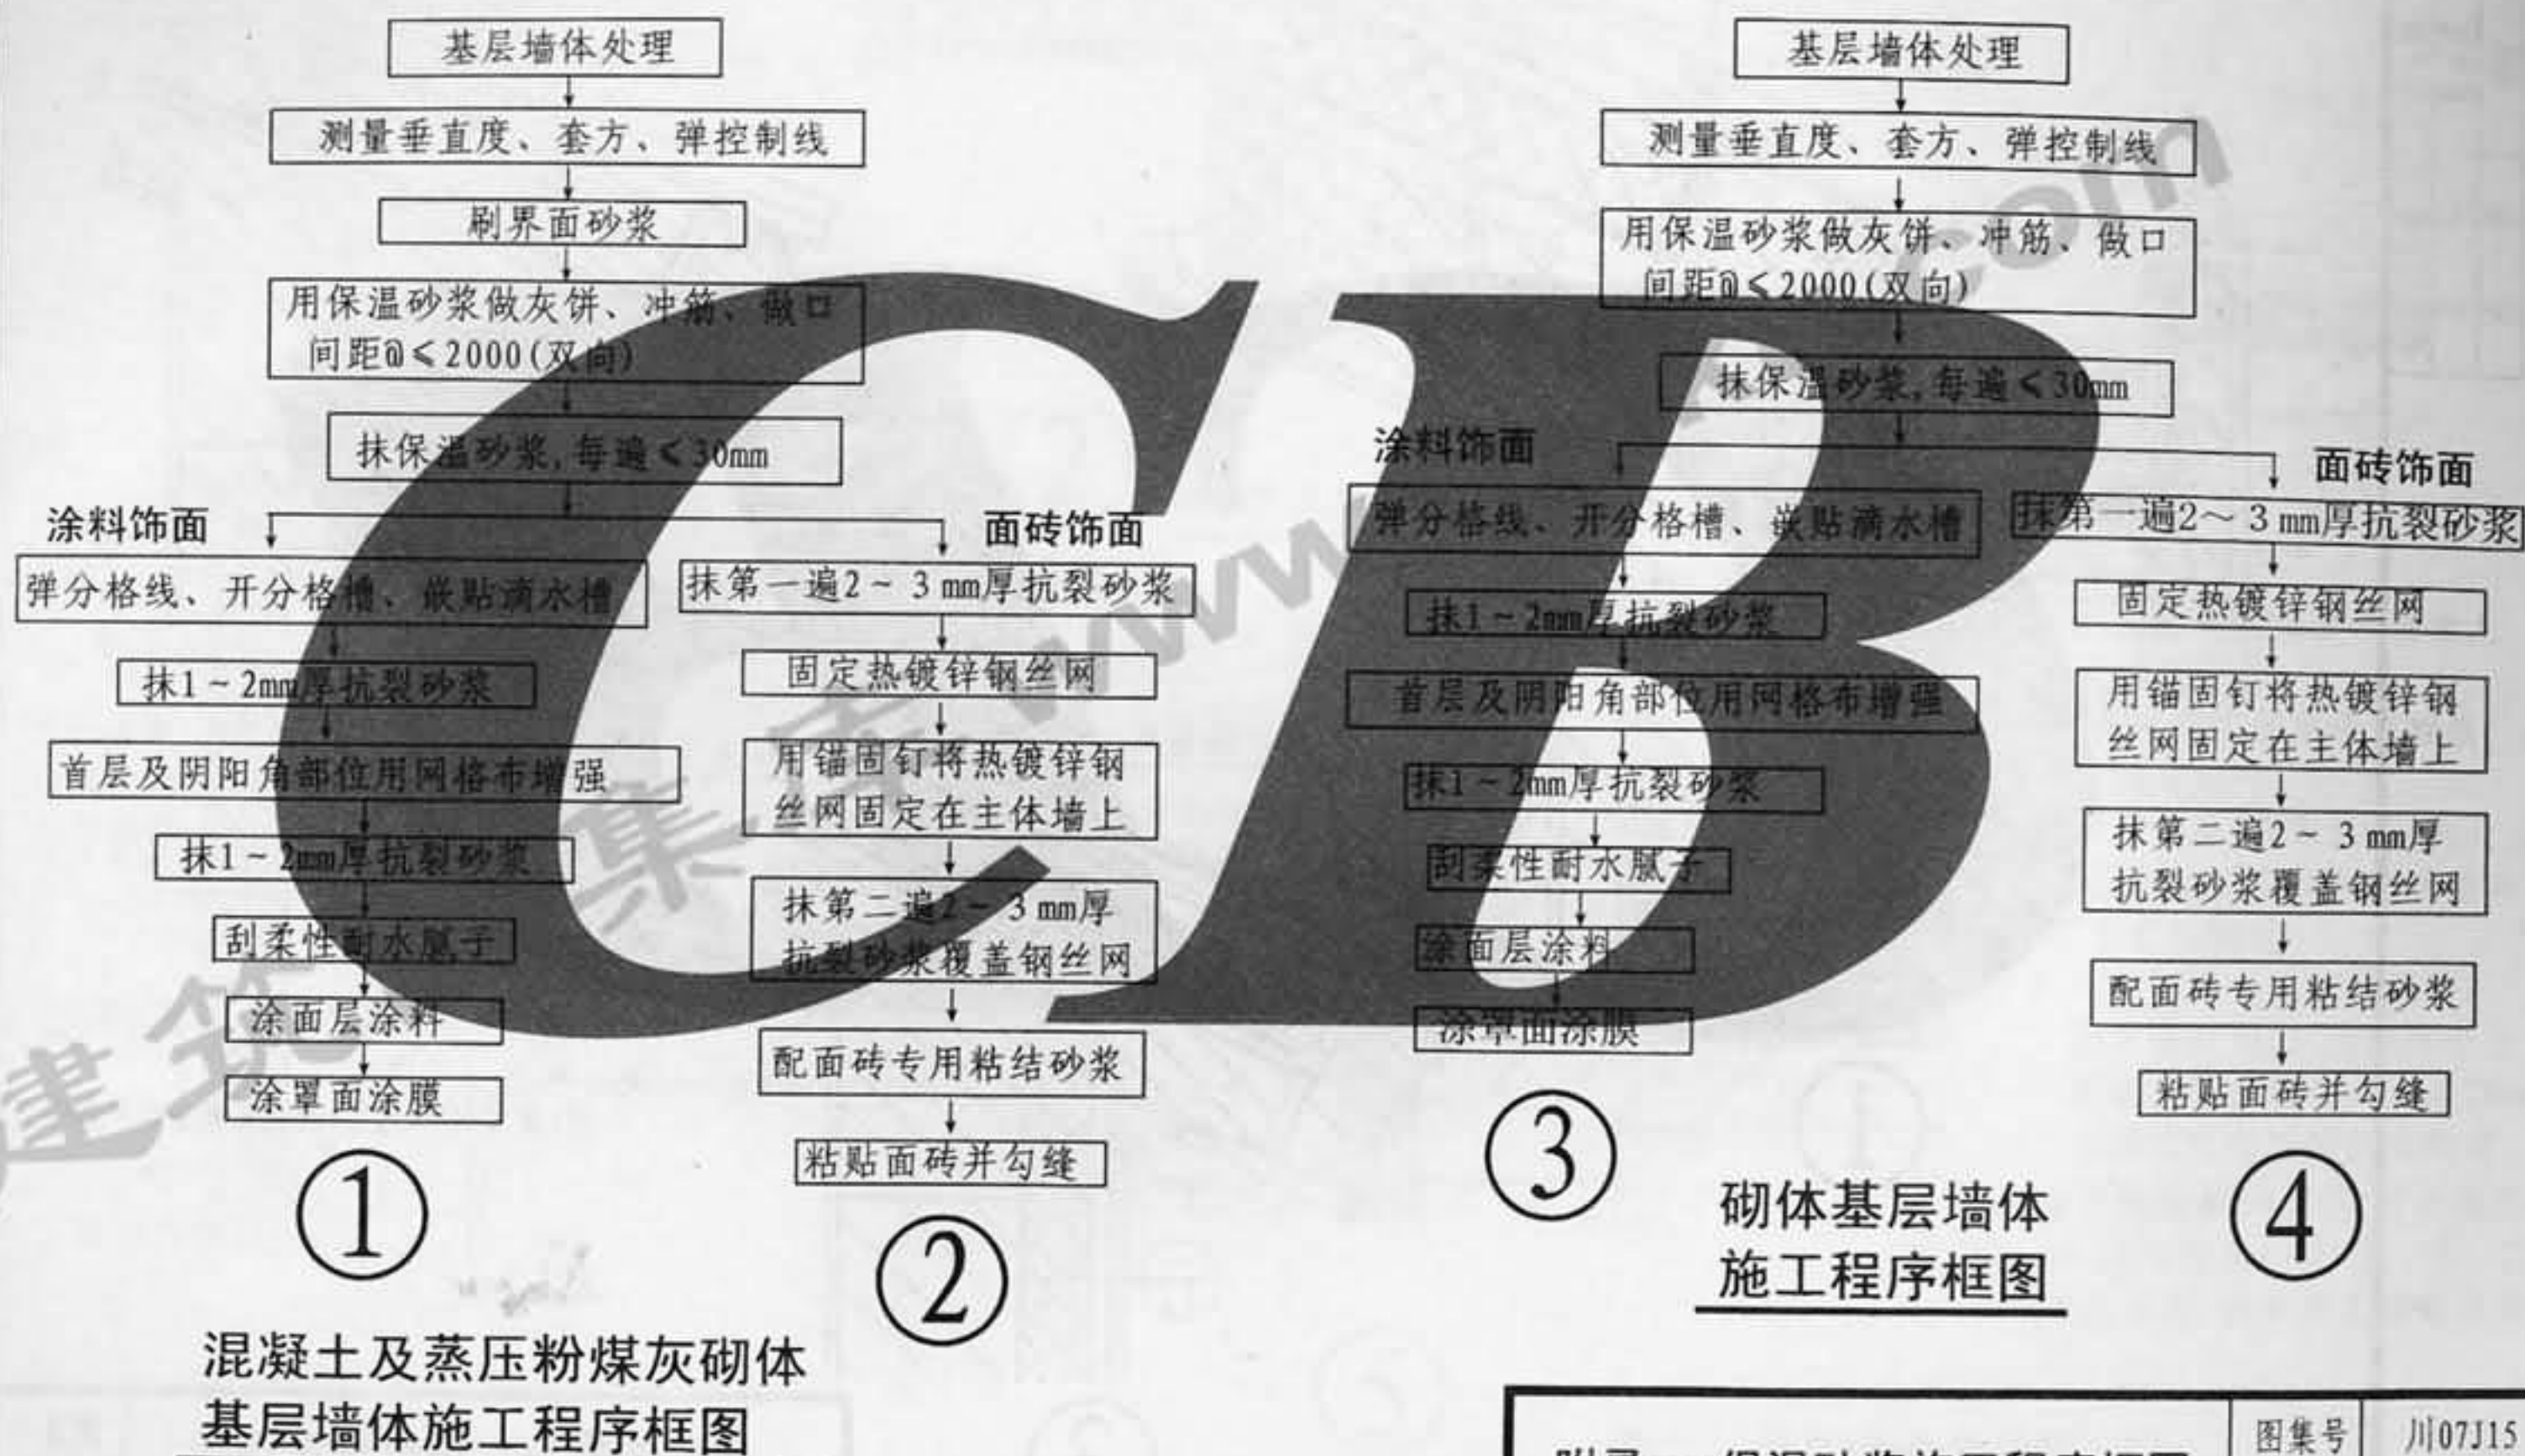 基层墙体处理
测量垂直度、套方、弹控制线
刷界面砂浆
用保温砂浆做灰饼、冲筋、做口
间距@≤2000(双向)
抹保温砂浆,每遍≤30mm
涂料饰面
弹分格线、开分格槽、嵌贴滴水槽
抹1~2mm厚抗裂砂浆
首层及阴阳角部位用网格布增强
抹1~2mm厚抗裂砂浆
刮柔性耐水腻子
涂面层涂料
涂罩面涂膜
①
面砖饰面
抹第一遍2~3mm厚抗裂砂浆
固定热镀锌钢丝网
用锚固钉将热镀锌钢
丝网固定在主体墙上
抹第二遍2~3mm厚
抗裂砂浆覆盖钢丝网
配面砖专用粘结砂浆
粘贴面砖并勾缝
②
混凝土及蒸压粉煤灰砌体
基层墙体施工程序框图
基层墙体处理
测量垂直度、套方、弹控制线
用保温砂浆做灰饼、冲筋、做口
间距@≤2000(双向)
抹保温砂浆,每遍≤30mm
涂料饰面
弹分格线、开分格槽、嵌贴滴水槽
抹1~2mm厚抗裂砂浆
首层及阴阳角部位用网格布增强
抹1~2mm厚抗裂砂浆
刮柔性耐水腻子
涂面层涂料
涂罩面涂膜
③
面砖饰面
抹第一遍2~3mm厚抗裂砂浆
固定热镀锌钢丝网
用锚固钉将热镀锌钢
丝网固定在主体墙上
抹第二遍2~3mm厚
抗裂砂浆覆盖钢丝网
配面砖专用粘结砂浆
粘贴面砖并勾缝
④
砌体基层墙体
施工程序框图
图集号
川07J15
CB
建筑
集库 www
.com